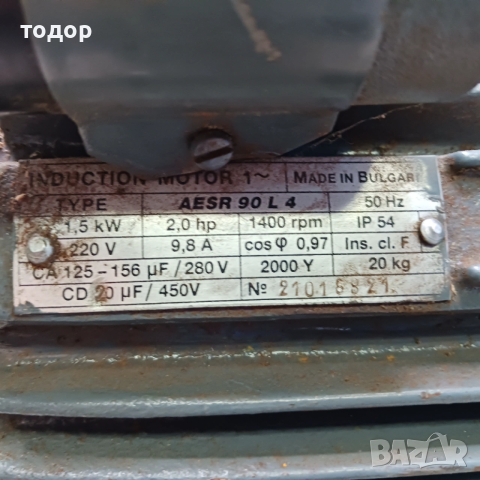 тодор
INDUCTION MOTOR 1~ MADE IN BULGARI
TYPE AESR 90 L 4 50 Hz
1,5 kW 2,0 hp 1400 rpm IP 54
220 V 9,8 A cos φ 0,97 Ins. cl. F
CA 125-156 µF/280 V 2000 Y 20 kg
CD 20 µF/450V № 21016821
BAZAR